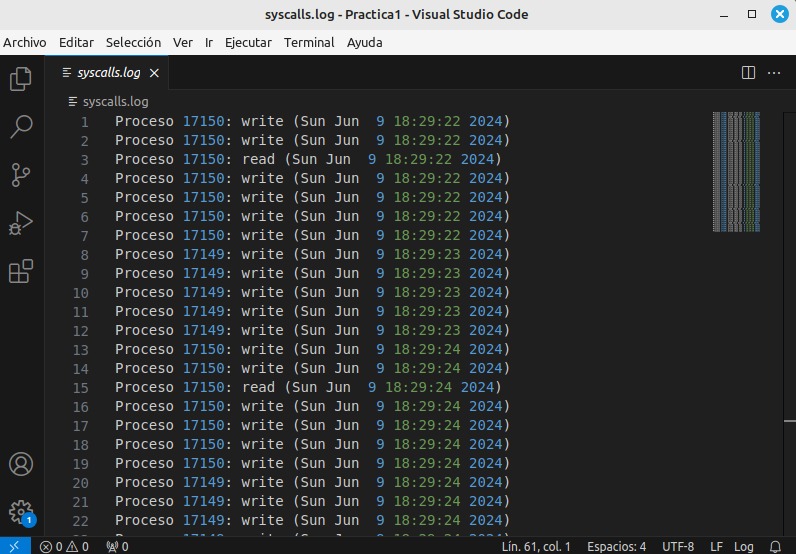 syscalls.log - Practica1 - Visual Studio Code
Archivo Editar Selección Ver Ir Ejecutar Terminal Ayuda
syscalls.log
syscalls.log
1 Proceso 17150: write (Sun Jun  9 18:29:22 2024)
2 Proceso 17150: write (Sun Jun  9 18:29:22 2024)
3 Proceso 17150: read (Sun Jun  9 18:29:22 2024)
4 Proceso 17150: write (Sun Jun  9 18:29:22 2024)
5 Proceso 17150: write (Sun Jun  9 18:29:22 2024)
6 Proceso 17150: write (Sun Jun  9 18:29:22 2024)
7 Proceso 17150: write (Sun Jun  9 18:29:22 2024)
8 Proceso 17149: write (Sun Jun  9 18:29:23 2024)
9 Proceso 17149: write (Sun Jun  9 18:29:23 2024)
10 Proceso 17149: write (Sun Jun  9 18:29:23 2024)
11 Proceso 17149: write (Sun Jun  9 18:29:23 2024)
12 Proceso 17149: write (Sun Jun  9 18:29:23 2024)
13 Proceso 17150: write (Sun Jun  9 18:29:24 2024)
14 Proceso 17150: write (Sun Jun  9 18:29:24 2024)
15 Proceso 17150: read (Sun Jun  9 18:29:24 2024)
16 Proceso 17150: write (Sun Jun  9 18:29:24 2024)
17 Proceso 17150: write (Sun Jun  9 18:29:24 2024)
18 Proceso 17150: write (Sun Jun  9 18:29:24 2024)
19 Proceso 17150: write (Sun Jun  9 18:29:24 2024)
20 Proceso 17149: write (Sun Jun  9 18:29:24 2024)
21 Proceso 17149: write (Sun Jun  9 18:29:24 2024)
22 Proceso 17149: write (Sun Jun  9 18:29:24 2024)
1
0 0 0 Lín. 61, col. 1 Espacios: 4 UTF-8 LF Log